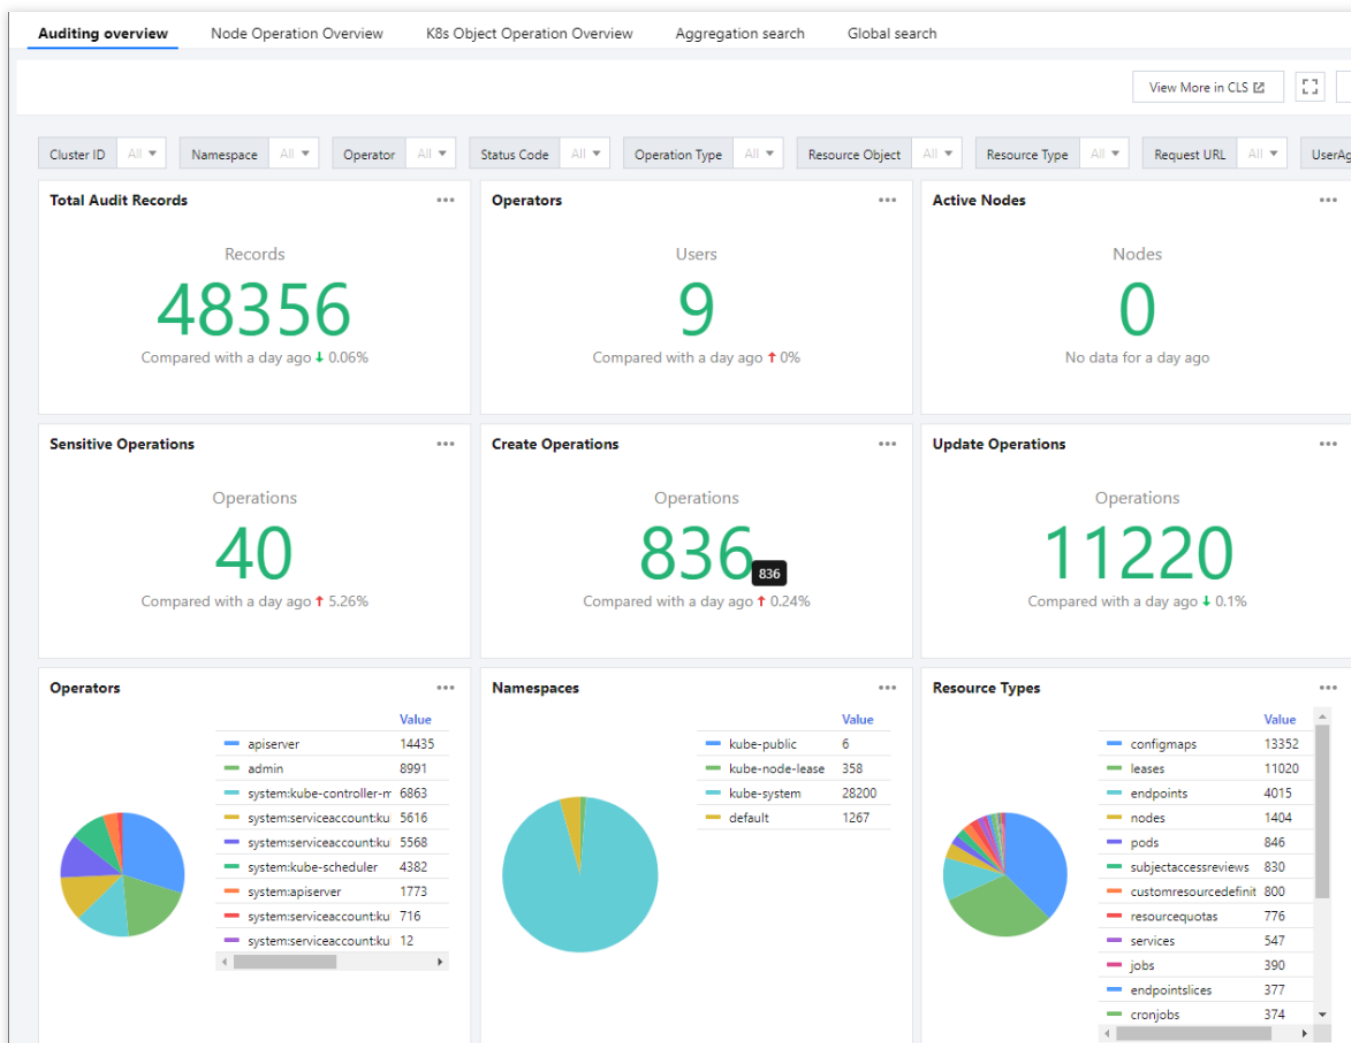 Auditing overview Node Operation Overview K8s Object Operation Overview Aggregation search Global search
View More in CLS
Cluster ID All Namespace All Operator All Status Code All Operation Type All Resource Object All Resource Type All Request URL All UserAg
Total Audit Records ••• Operators ••• Active Nodes •••
Records Users Nodes
48356 9 0
Compared with a day ago ↓ 0.06% Compared with a day ago ↑ 0% No data for a day ago
Sensitive Operations ••• Create Operations ••• Update Operations •••
Operations Operations Operations
40 836 11220
836
Compared with a day ago ↑ 5.26% Compared with a day ago ↑ 0.24% Compared with a day ago ↓ 0.1%
Operators •••
Value
apiserver 14435
admin 8991
system:kube-controller-m 6863
system:serviceaccount:ku 5616
system:serviceaccount:ku 5568
system:kube-scheduler 4382
system:apiserver 1773
system:serviceaccount:ku 716
system:serviceaccount:ku 12
Namespaces •••
Value
kube-public 6
kube-node-lease 358
kube-system 28200
default 1267
Resource Types •••
Value
configmaps 13352
leases 11020
endpoints 4015
nodes 1404
pods 846
subjectaccessreviews 830
customresourcedefinit 800
resourcequotas 776
services 547
jobs 390
endpointslices 377
cronjobs 374